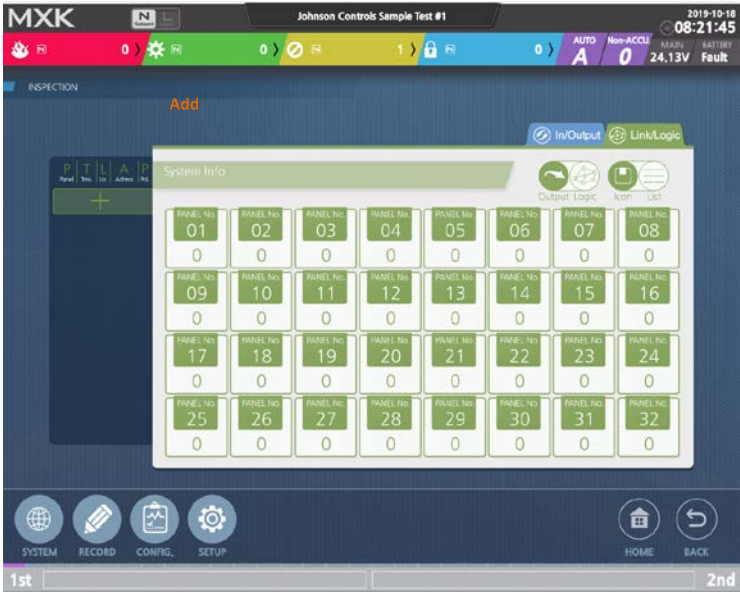 MXK
N
Network
L
Johnson Controls Sample Test #1
2019-10-18
08:21:45
N 0
N 0
N 1
N 0
AUTO
A
Non-ACCU
0
MAIN
24.13V
BATTERY
Fault
INSPECTION
Add
In/Output
Link/Logic
P T L A P
Panel
System Info
Output Logic
Icon List
PANEL No. PANEL No. PANEL No. PANEL No. PANEL No. PANEL No. PANEL No. PANEL No.
01 02 03 04 05 06 07 08
0 0 0 0 0 0 0 0
PANEL No. PANEL No. PANEL No. PANEL No. PANEL No. PANEL No. PANEL No. PANEL No.
09 10 11 12 13 14 15 16
0 0 0 0 0 0 0 0
PANEL No. PANEL No. PANEL No. PANEL No. PANEL No. PANEL No. PANEL No. PANEL No.
17 18 19 20 21 22 23 24
0 0 0 0 0 0 0 0
PANEL No. PANEL No. PANEL No. PANEL No. PANEL No. PANEL No. PANEL No. PANEL No.
25 26 27 28 29 30 31 32
0 0 0 0 0 0 0 0
SYSTEM RECORD CONFIG. SETUP HOME BACK
1st 2nd